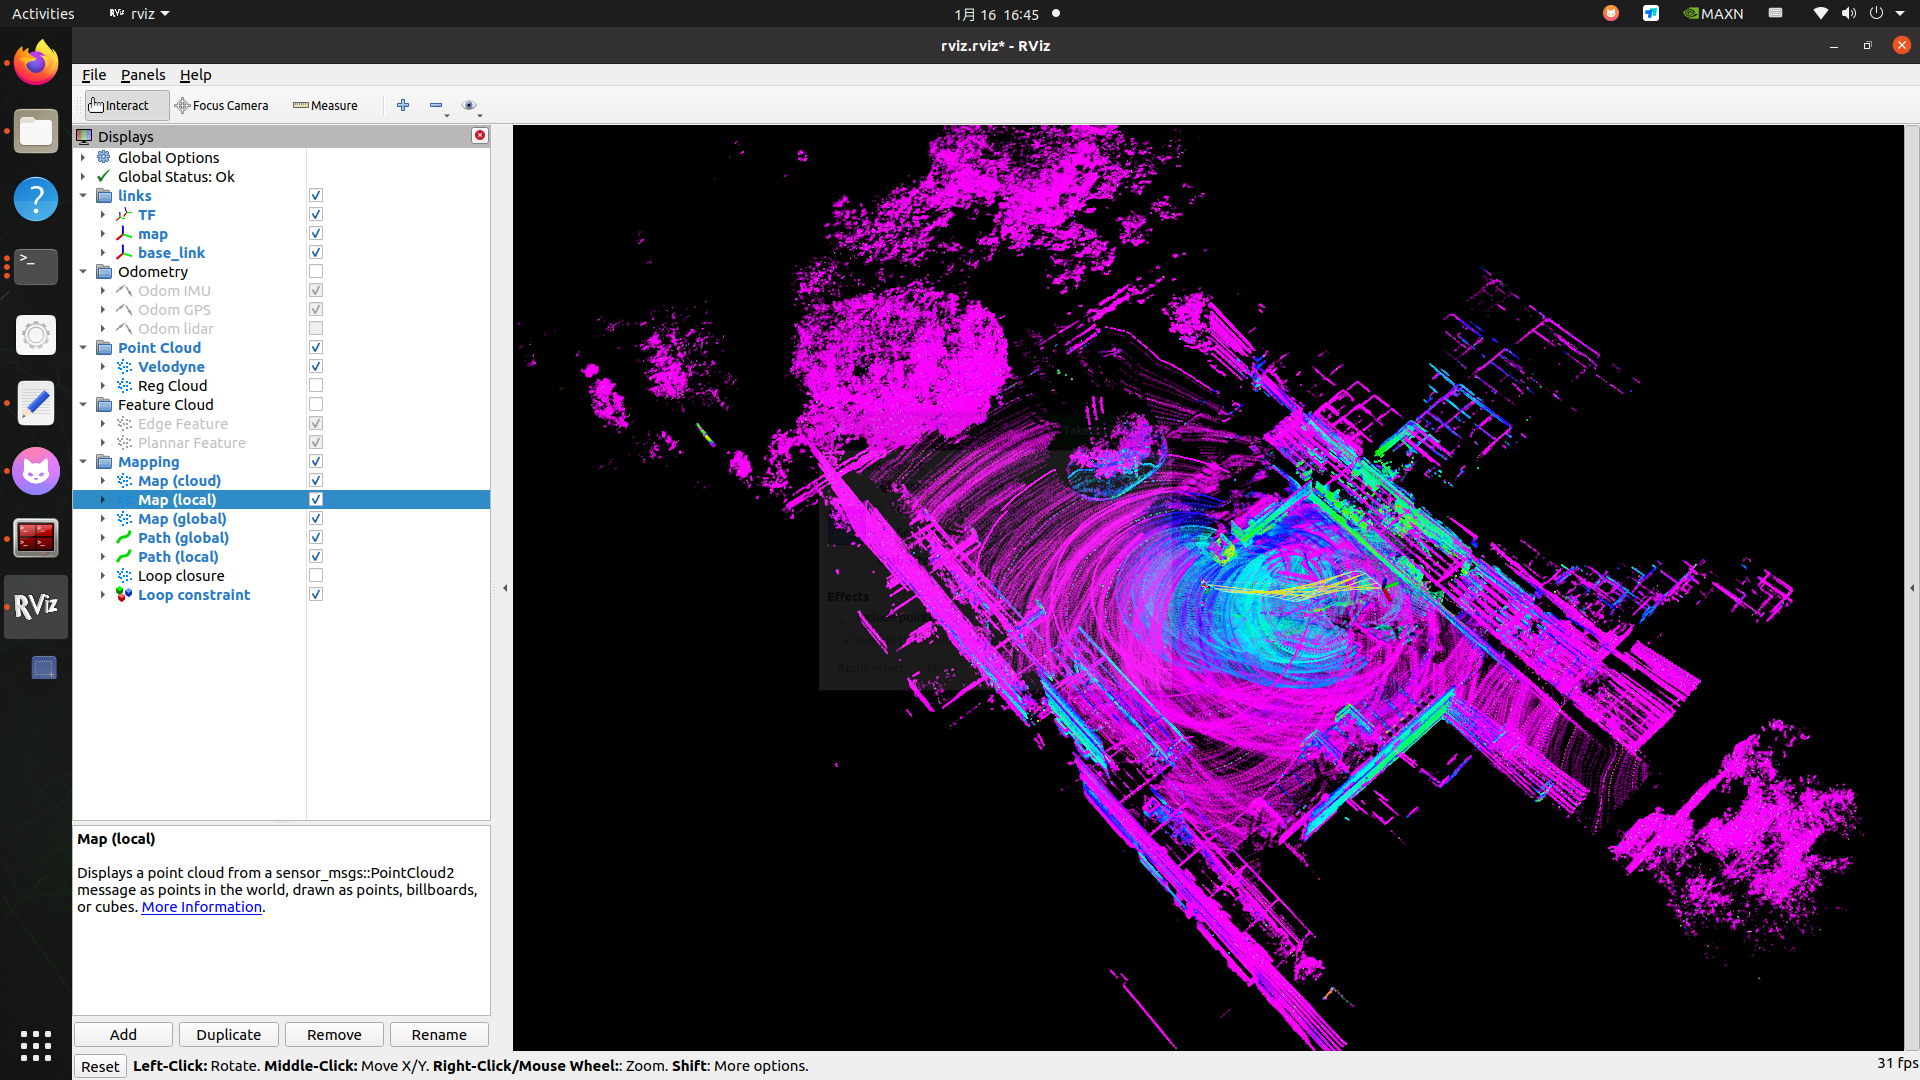 Activities
RViz rviz
1月 16 16:45
MAXN
rviz.rviz* - RViz
File Panels Help
Interact Focus Camera Measure
Displays
Global Options
Global Status: Ok
links
TF
map
base_link
Odometry
Odom IMU
Odom GPS
Odom lidar
Point Cloud
Velodyne
Reg Cloud
Feature Cloud
Edge Feature
Plannar Feature
Mapping
Map (cloud)
Map (local)
Map (global)
Path (global)
Path (local)
Loop closure
Loop constraint
RViz
Effects
Map (local)
Displays a point cloud from a sensor_msgs::PointCloud2
message as points in the world, drawn as points, billboards,
or cubes. More Information.
Add Duplicate Remove Rename
Reset Left-Click: Rotate. Middle-Click: Move X/Y. Right-Click/Mouse Wheel:: Zoom. Shift: More options.
31 fps